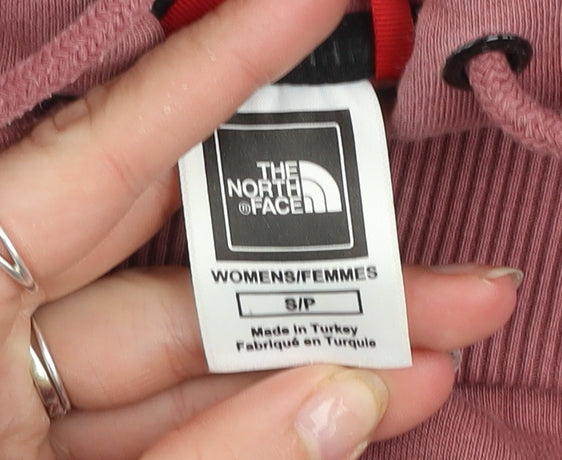 THE
NORTH
FACE
WOMENS/FEMMES
S/P
Made in Turkey
Fabriqué en Turquie